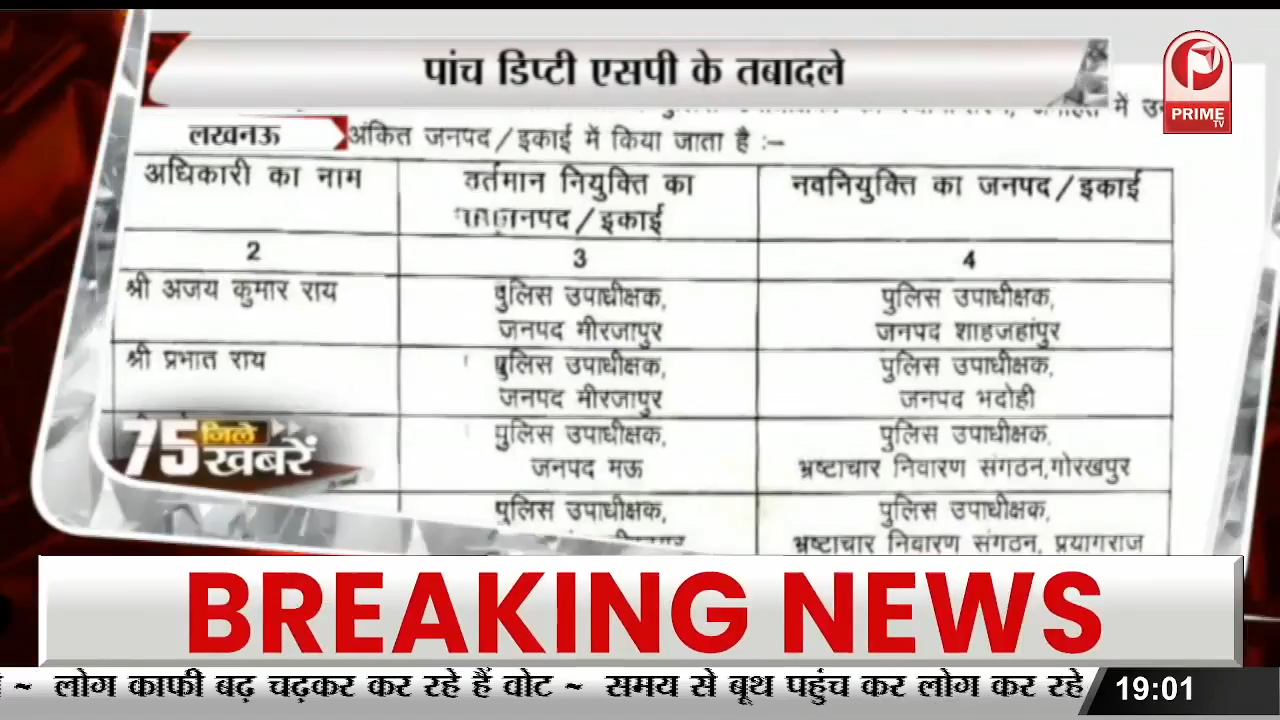 पांच डिप्टी एसपी के तबादले
PRIME
TV
लखनऊ
अंकित जनपद/इकाई में किया जाता है :–
अधिकारी का नाम
वर्तमान नियुक्ति का
जनपद/इकाई
नवनियुक्ति का जनपद/इकाई
2
3
4
श्री अजय कुमार राय
पुलिस उपाधीक्षक,
जनपद मीरजापुर
पुलिस उपाधीक्षक,
जनपद शाहजहांपुर
श्री प्रभात राय
पुलिस उपाधीक्षक,
जनपद मीरजापुर
पुलिस उपाधीक्षक,
जनपद भदोही
पुलिस उपाधीक्षक,
जनपद मऊ
पुलिस उपाधीक्षक,
भ्रष्टाचार निवारण संगठन,गोरखपुर
पुलिस उपाधीक्षक,
पुलिस उपाधीक्षक,
भ्रष्टाचार निवारण संगठन, प्रयागराज
75 जिले
खबरें
BREAKING NEWS
~ लोग काफी बढ़ चढ़कर कर रहे हैं वोट ~ समय से बूथ पहुंच कर लोग कर रहे
19:01